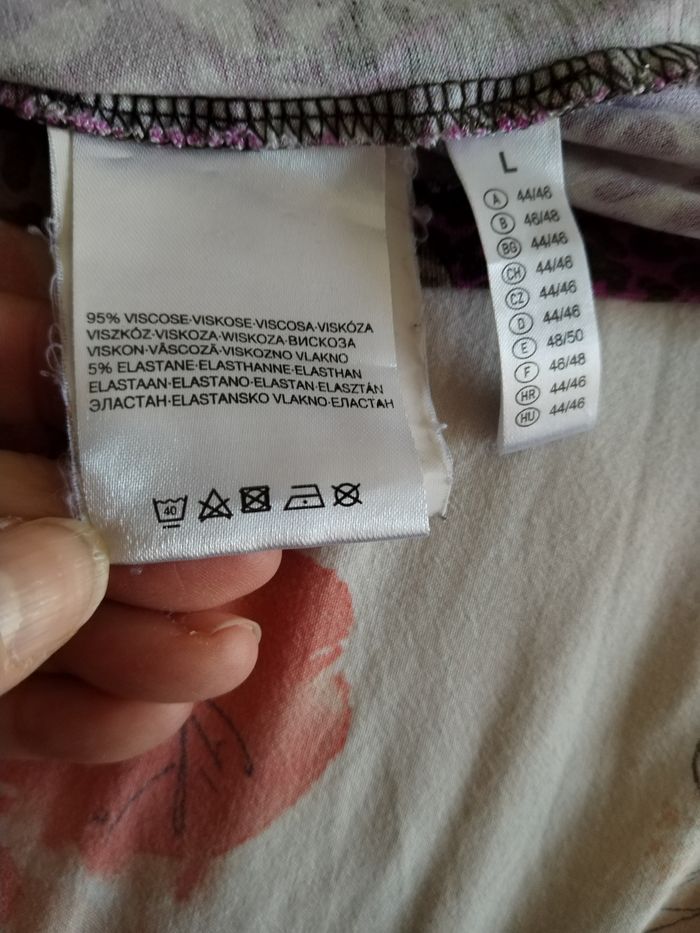 95% VISCOSE·VISKOSE·VISCOSA·VISKÓZA
VISZKÓZ·VISKOZA·WISKOZA·ВИСКОЗА
VISKON·VÂSCOZĂ·VISKOZNO VLAKNO
5% ELASTANE·ELASTHANNE·ELASTHAN
ELASTAAN·ELASTANO·ELASTAN·ELASZTÁN
ЭЛАСТАН·ELASTANSKO VLAKNO·ЕЛАСТАН
40
L
A 44/46
B 46/48
BG 44/46
CH 44/46
CZ 44/46
D 44/46
E 48/50
F 46/48
HR 44/46
HU 44/46